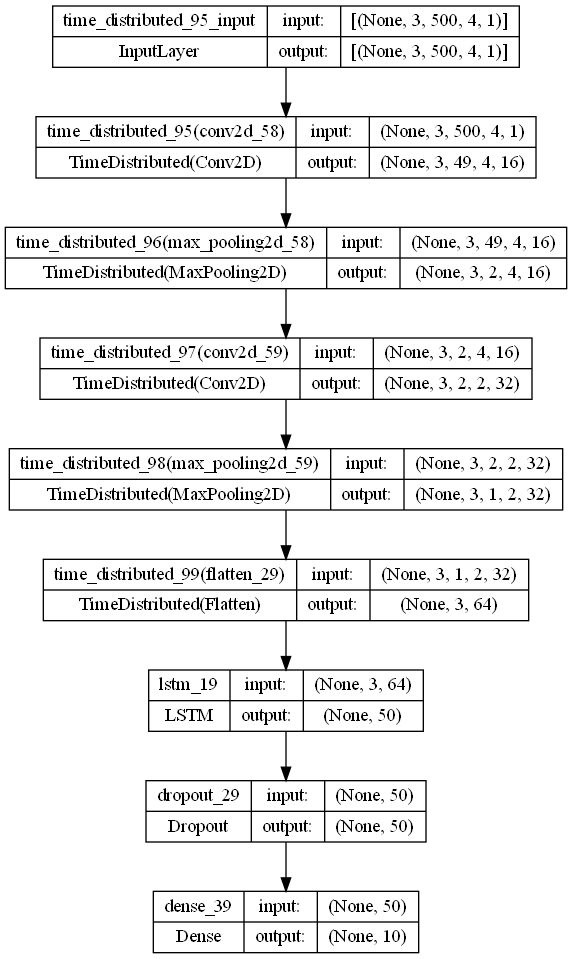 time_distributed_95_input input: [(None, 3, 500, 4, 1)]
InputLayer output: [(None, 3, 500, 4, 1)]
time_distributed_95(conv2d_58) input: (None, 3, 500, 4, 1)
TimeDistributed(Conv2D) output: (None, 3, 49, 4, 16)
time_distributed_96(max_pooling2d_58) input: (None, 3, 49, 4, 16)
TimeDistributed(MaxPooling2D) output: (None, 3, 2, 4, 16)
time_distributed_97(conv2d_59) input: (None, 3, 2, 4, 16)
TimeDistributed(Conv2D) output: (None, 3, 2, 2, 32)
time_distributed_98(max_pooling2d_59) input: (None, 3, 2, 2, 32)
TimeDistributed(MaxPooling2D) output: (None, 3, 1, 2, 32)
time_distributed_99(flatten_29) input: (None, 3, 1, 2, 32)
TimeDistributed(Flatten) output: (None, 3, 64)
lstm_19 input: (None, 3, 64)
LSTM output: (None, 50)
dropout_29 input: (None, 50)
Dropout output: (None, 50)
dense_39 input: (None, 50)
Dense output: (None, 10)